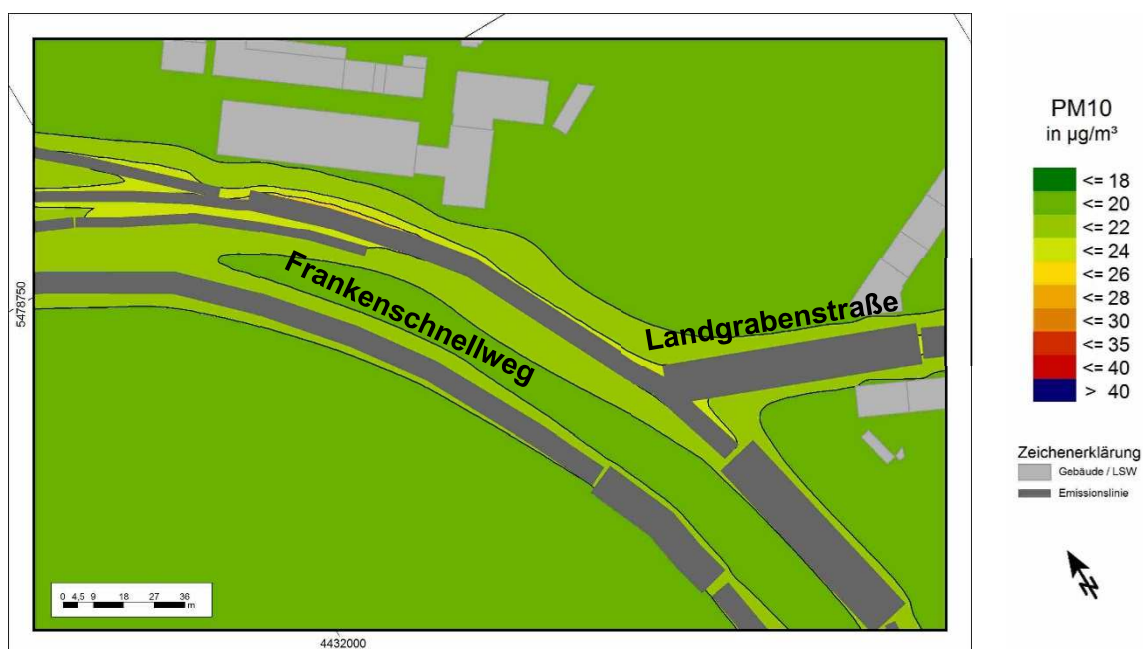 Frankenschnellweg
Landgrabenstraße
5478750
4432000
0 4,5 9 18 27 36
m
PM10
in µg/m³
<= 18
<= 20
<= 22
<= 24
<= 26
<= 28
<= 30
<= 35
<= 40
> 40
Zeichenerklärung
Gebäude / LSW
Emissionslinie
N